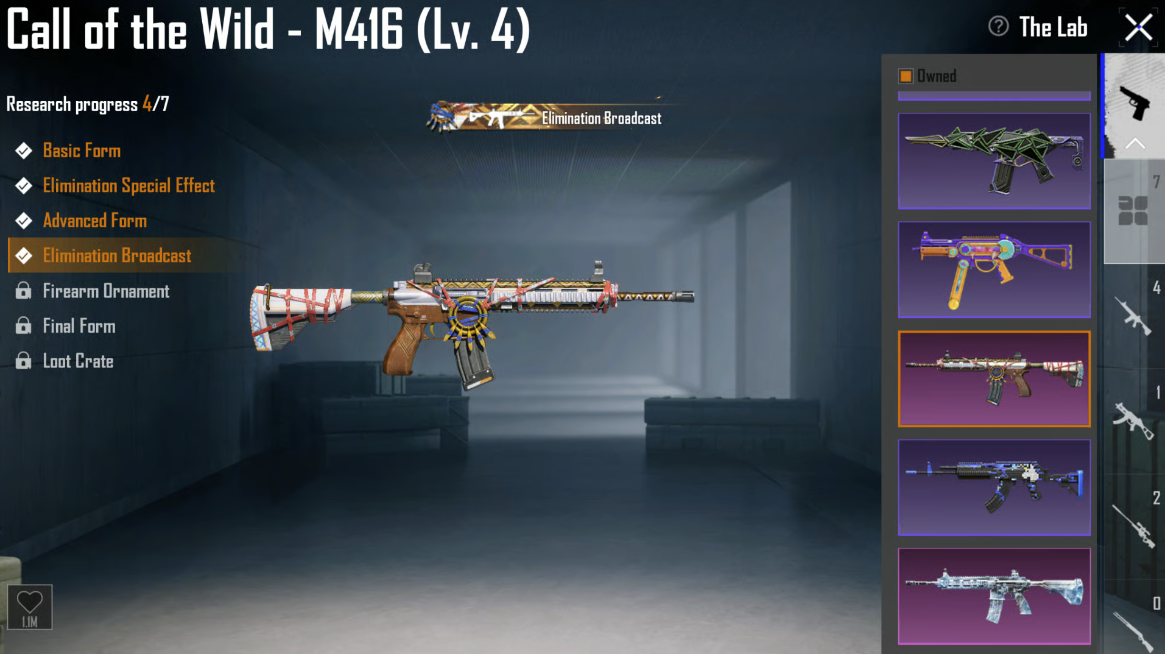 Call of the Wild - M416 (Lv. 4)
? The Lab
Research progress 4/7
Elimination Broadcast
Owned
Basic Form
Elimination Special Effect
Advanced Form
Elimination Broadcast
Firearm Ornament
Final Form
Loot Crate
7
4
1
2
0
1.1M